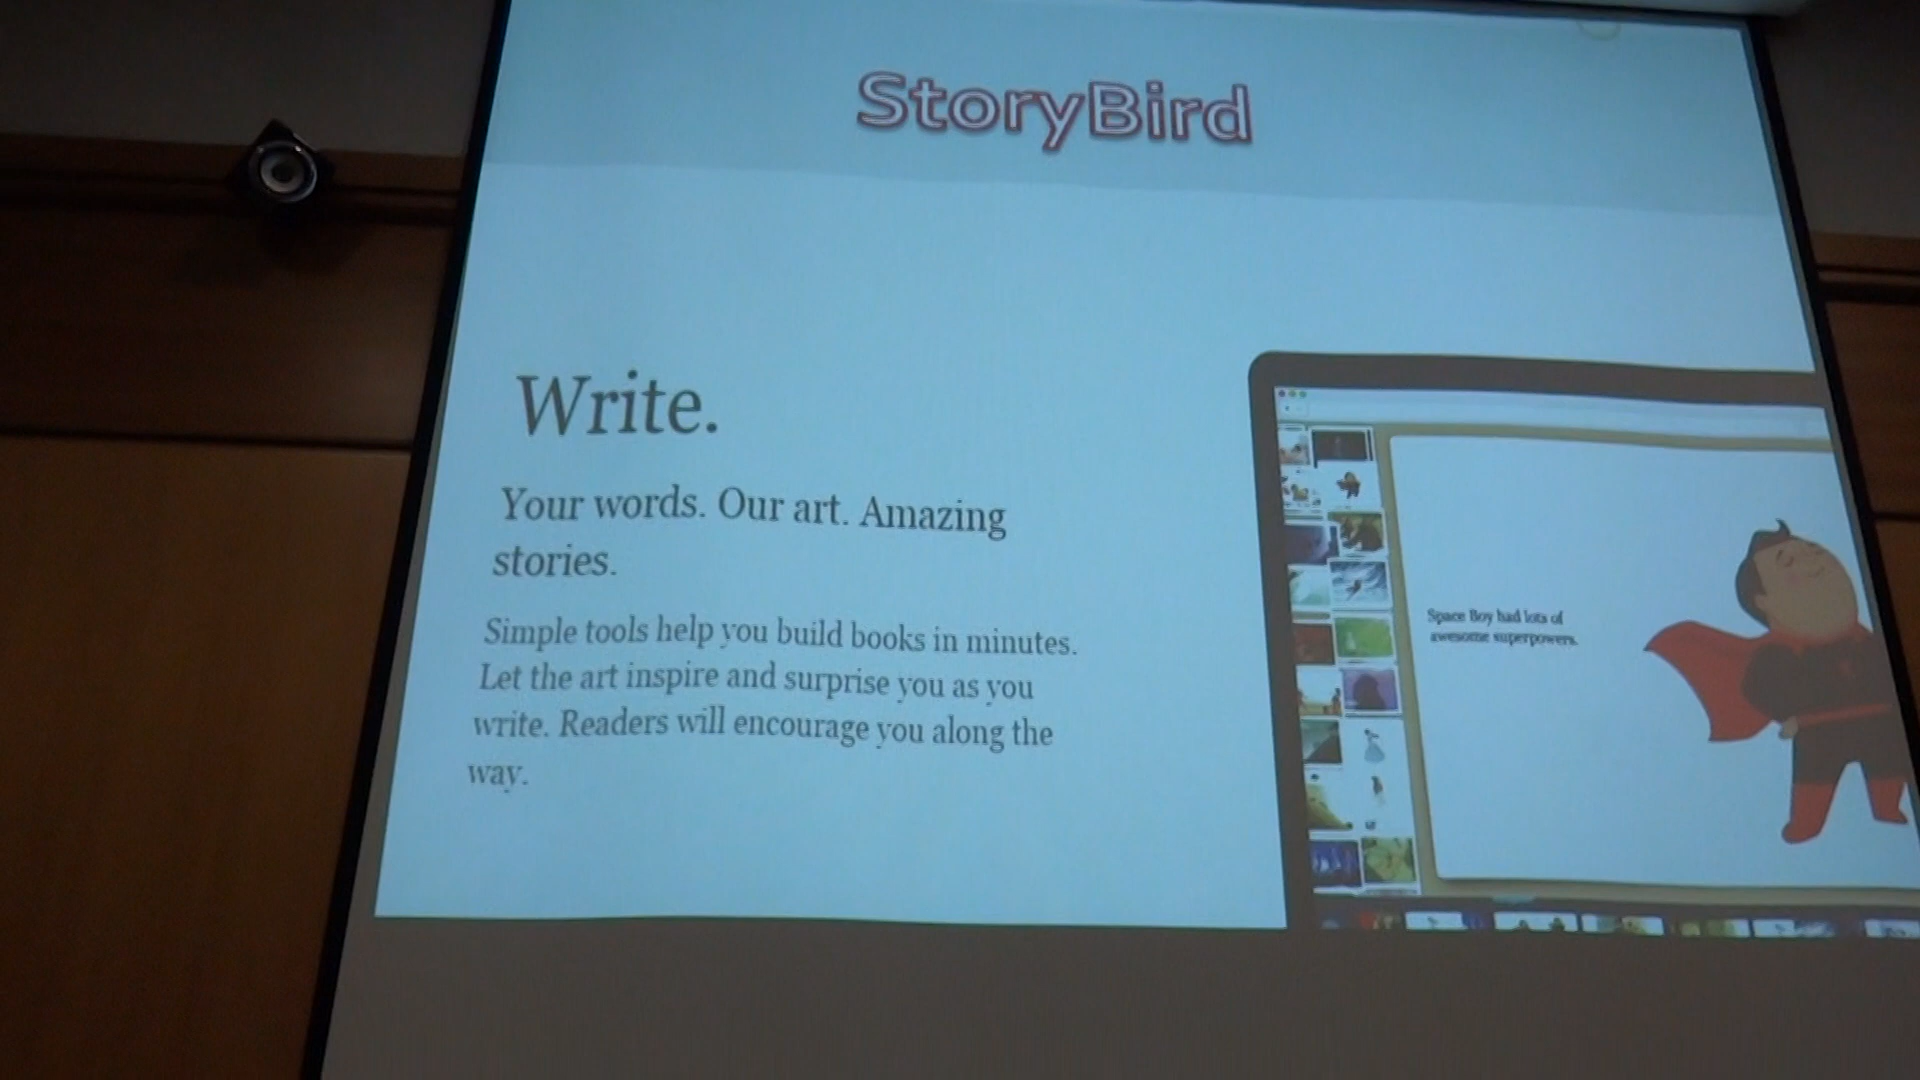 StoryBird
Write.
Your words. Our art. Amazing
stories.
Simple tools help you build books in minutes.
Let the art inspire and surprise you as you
write. Readers will encourage you along the
way.
Space Boy had lots of
awesome superpowers.